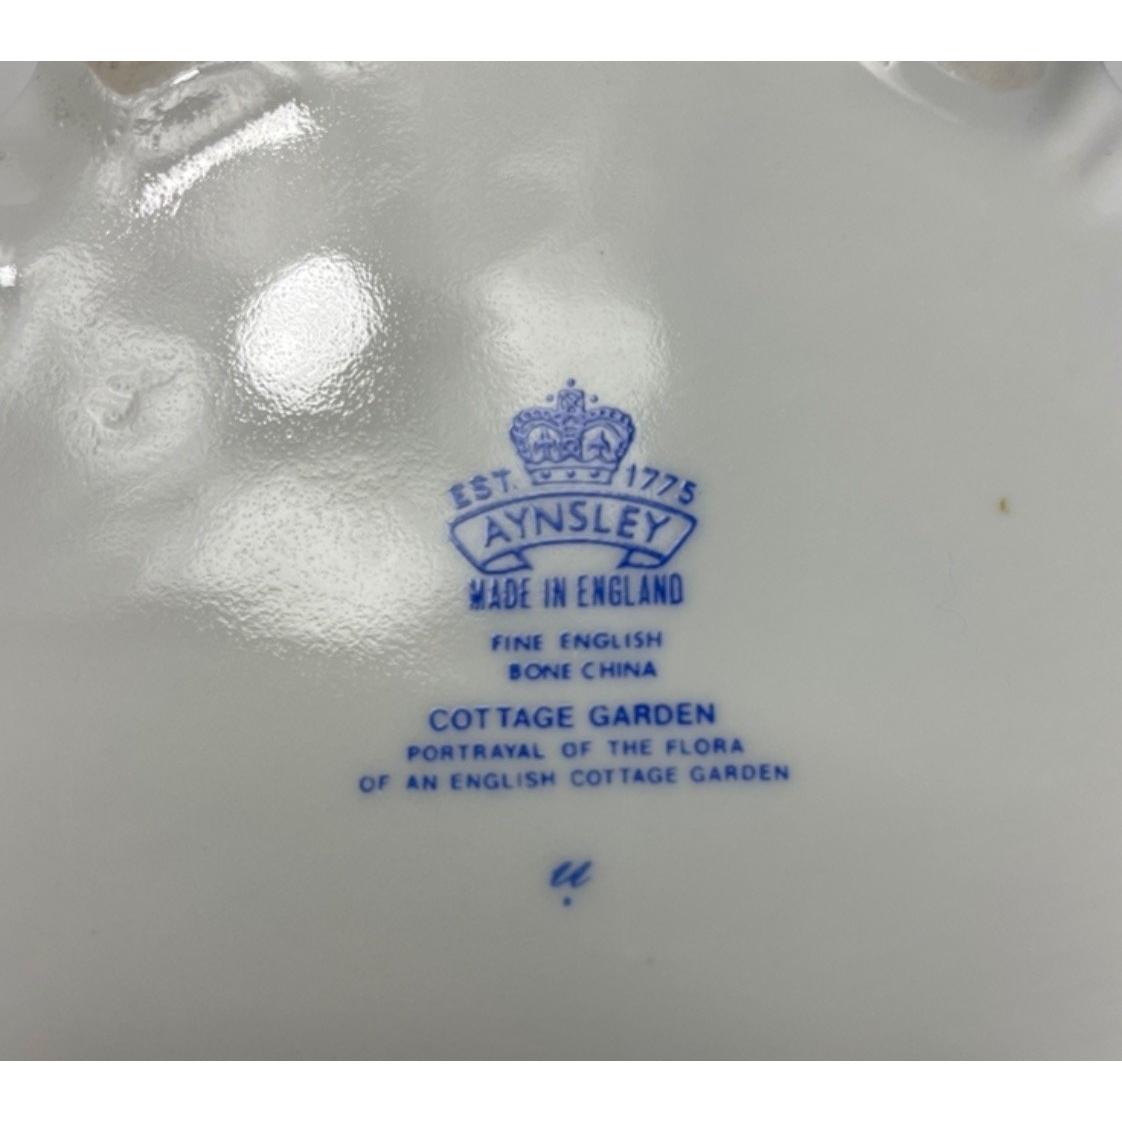 EST. 1775
AYNSLEY
MADE IN ENGLAND
FINE ENGLISH
BONE CHINA
COTTAGE GARDEN
PORTRAYAL OF THE FLORA
OF AN ENGLISH COTTAGE GARDEN
u